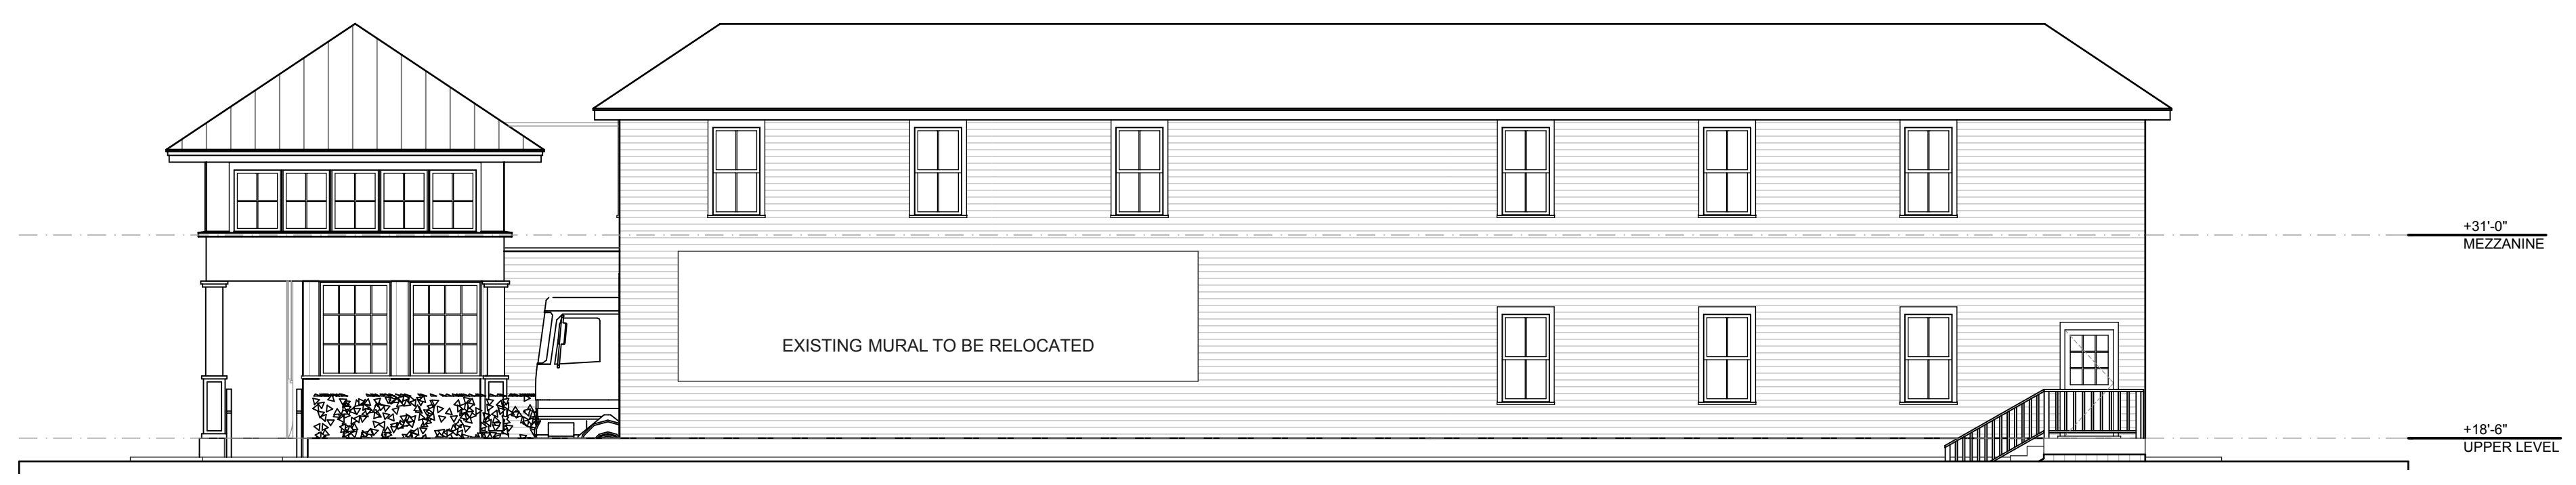 +31'-0"
MEZZANINE
EXISTING MURAL TO BE RELOCATED
+18'-6"
UPPER LEVEL